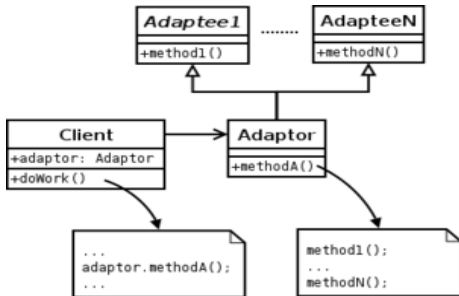 Adaptee1
+method1()
........
AdapteeN
+methodN()
Client
+adaptor: Adaptor
+doWork()
Adaptor
+methodA()
...
adaptor.methodA();
...
method1();
...
methodN();